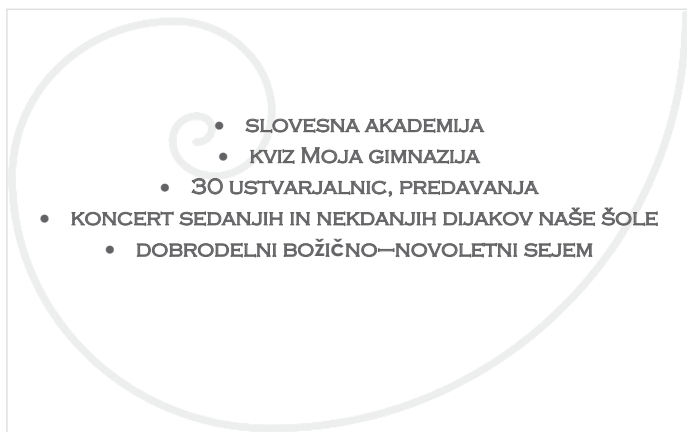 • SLOVESNA AKADEMIJA
• KVIZ MOJA GIMNAZIJA
• 30 USTVARJALNIC, PREDAVANJA
• KONCERT SEDANJIH IN NEKDANJIH DIJAKOV NAŠE ŠOLE
• DOBRODELNI BOŽIČNO–NOVOLETNI SEJEM